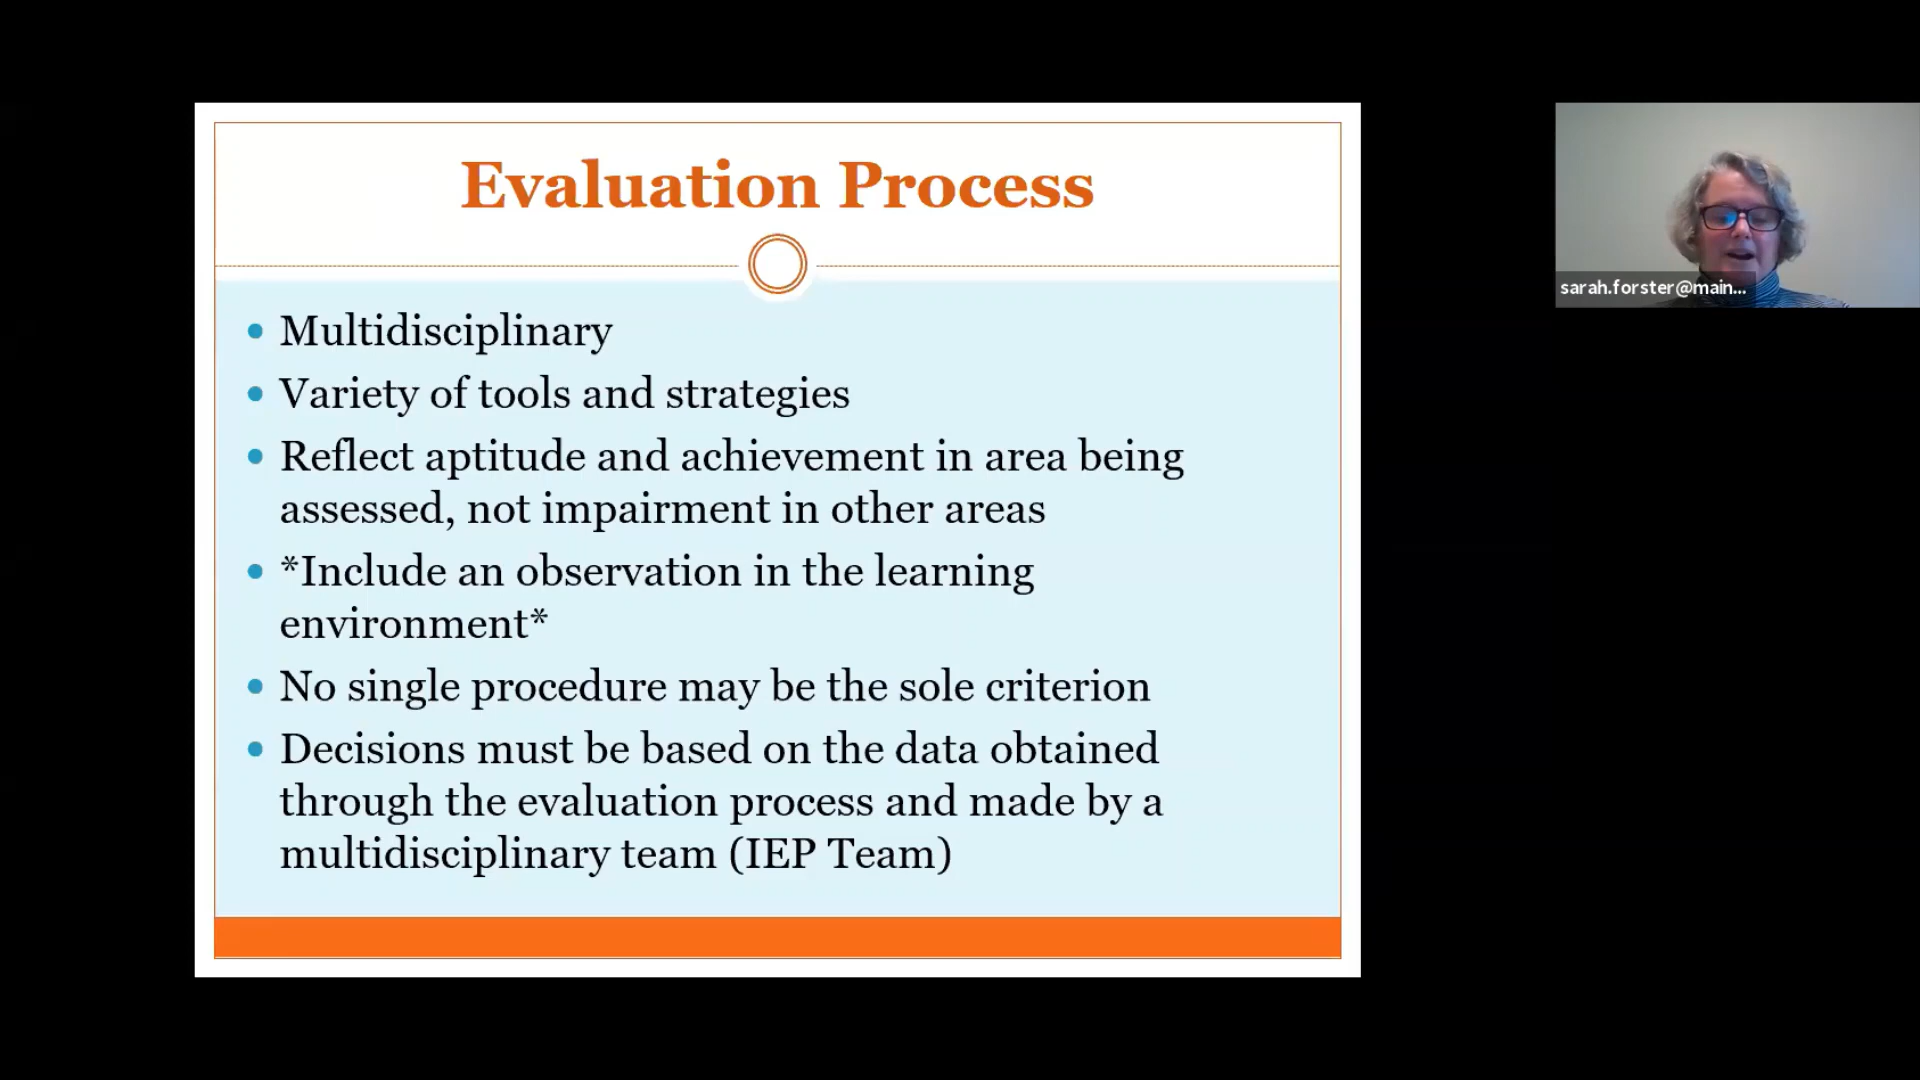 Evaluation Process
Multidisciplinary
Variety of tools and strategies
Reflect aptitude and achievement in area being
assessed, not impairment in other areas
*Include an observation in the learning
environment*
No single procedure may be the sole criterion
Decisions must be based on the data obtained
through the evaluation process and made by a
multidisciplinary team (IEP Team)
sarah.forster@main...